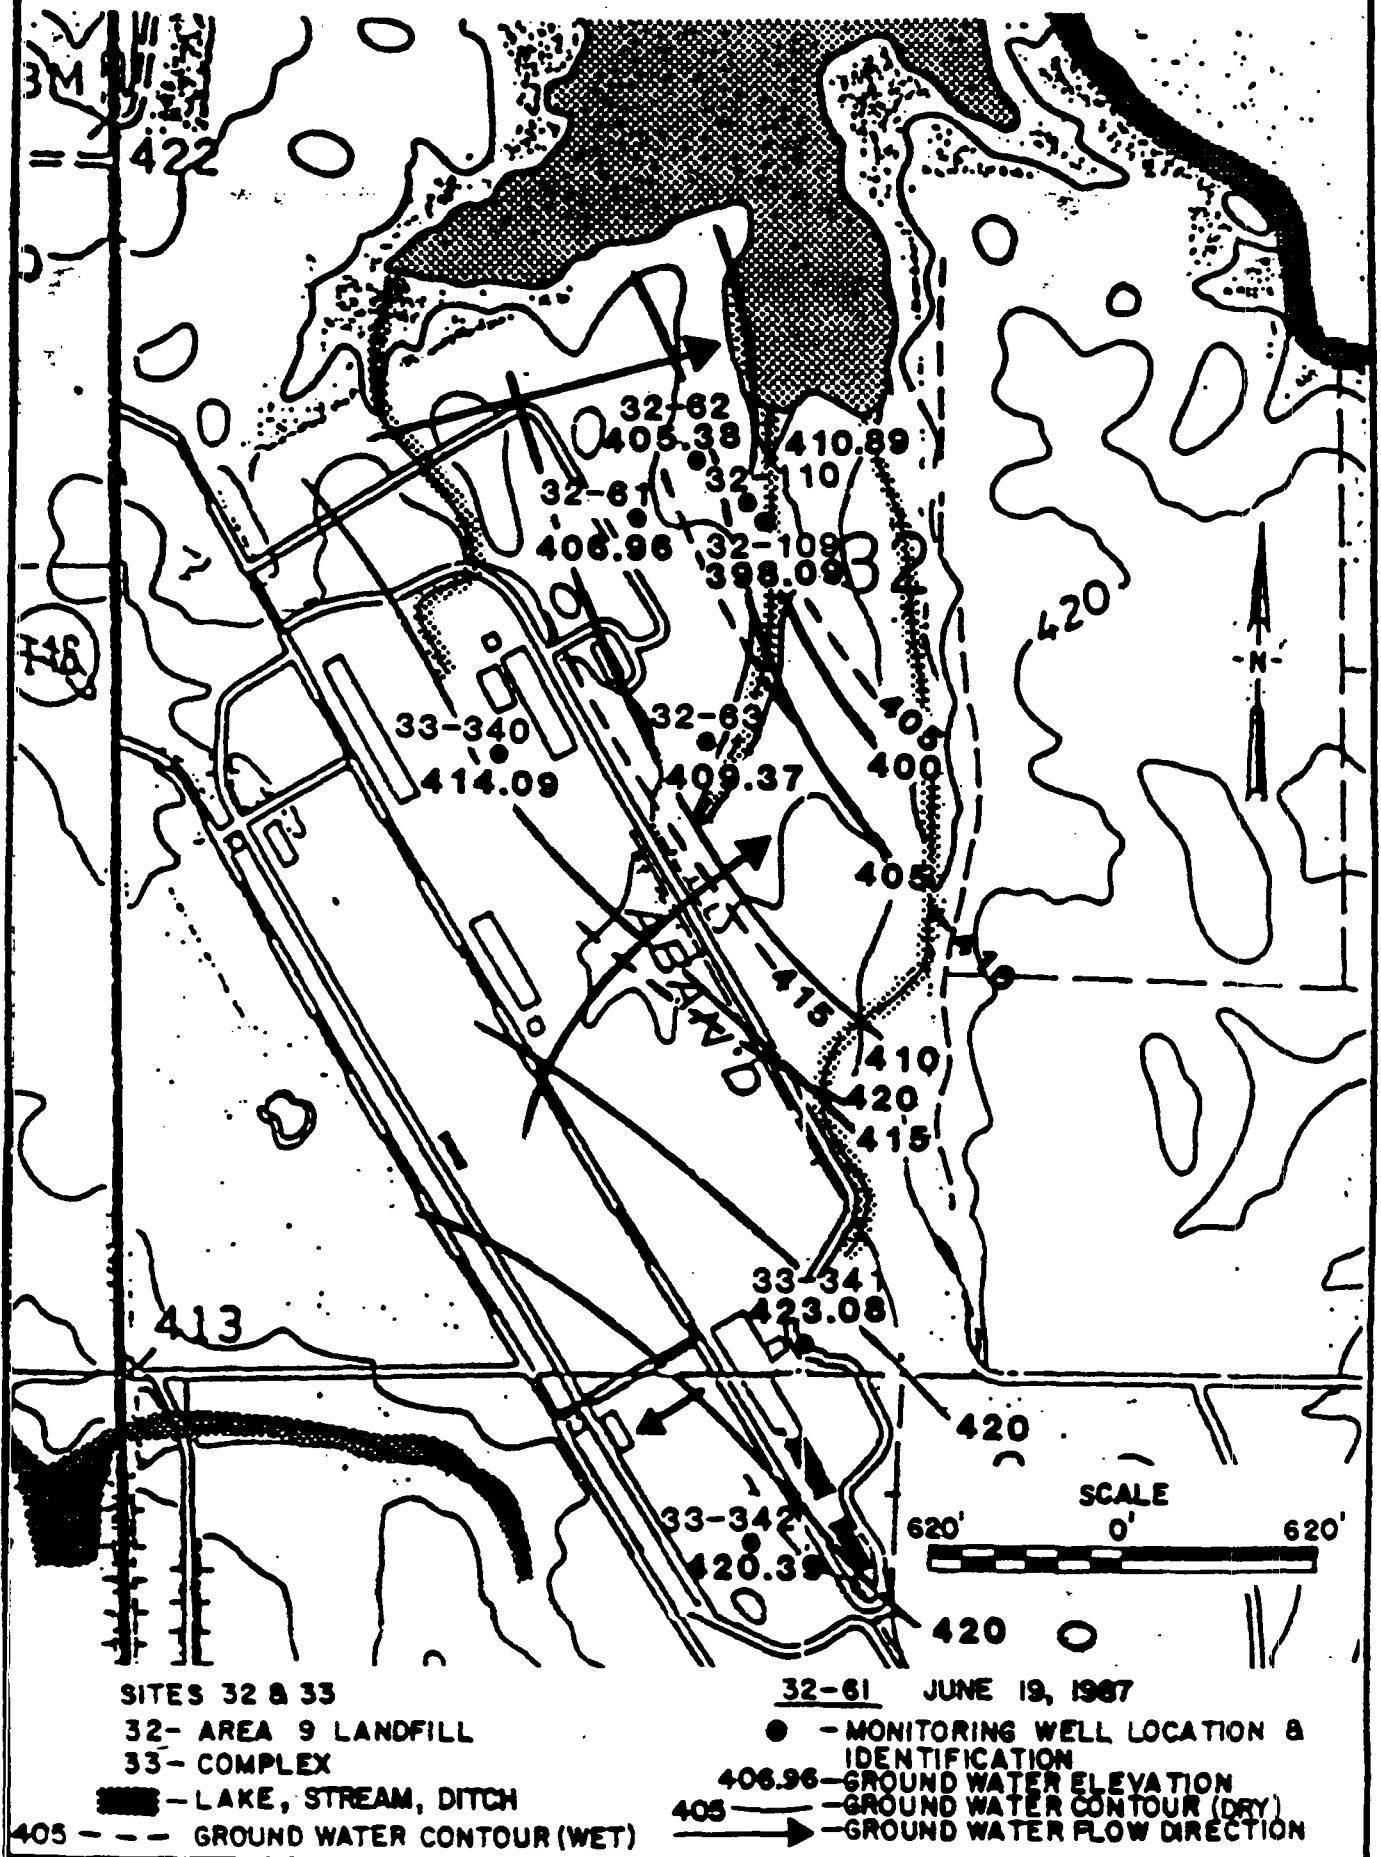 BM
422
32-62
405.38
410.89
32-110
32-61
406.96
32-109
398.09
32
420
33-340
414.09
32-63
409.37
405
400
405
ABAND
415
410
420
415
N
413
33-341
423.08
420
33-342
420.39
420
SCALE
620' 0' 620'
SITES 32 & 33
32- AREA 9 LANDFILL
33- COMPLEX
- LAKE, STREAM, DITCH
405 - - - GROUND WATER CONTOUR (WET)
32-61 JUNE 19, 1987
- MONITORING WELL LOCATION &
IDENTIFICATION
406.96-GROUND WATER ELEVATION
405 -GROUND WATER CONTOUR (DRY)
-GROUND WATER FLOW DIRECTION